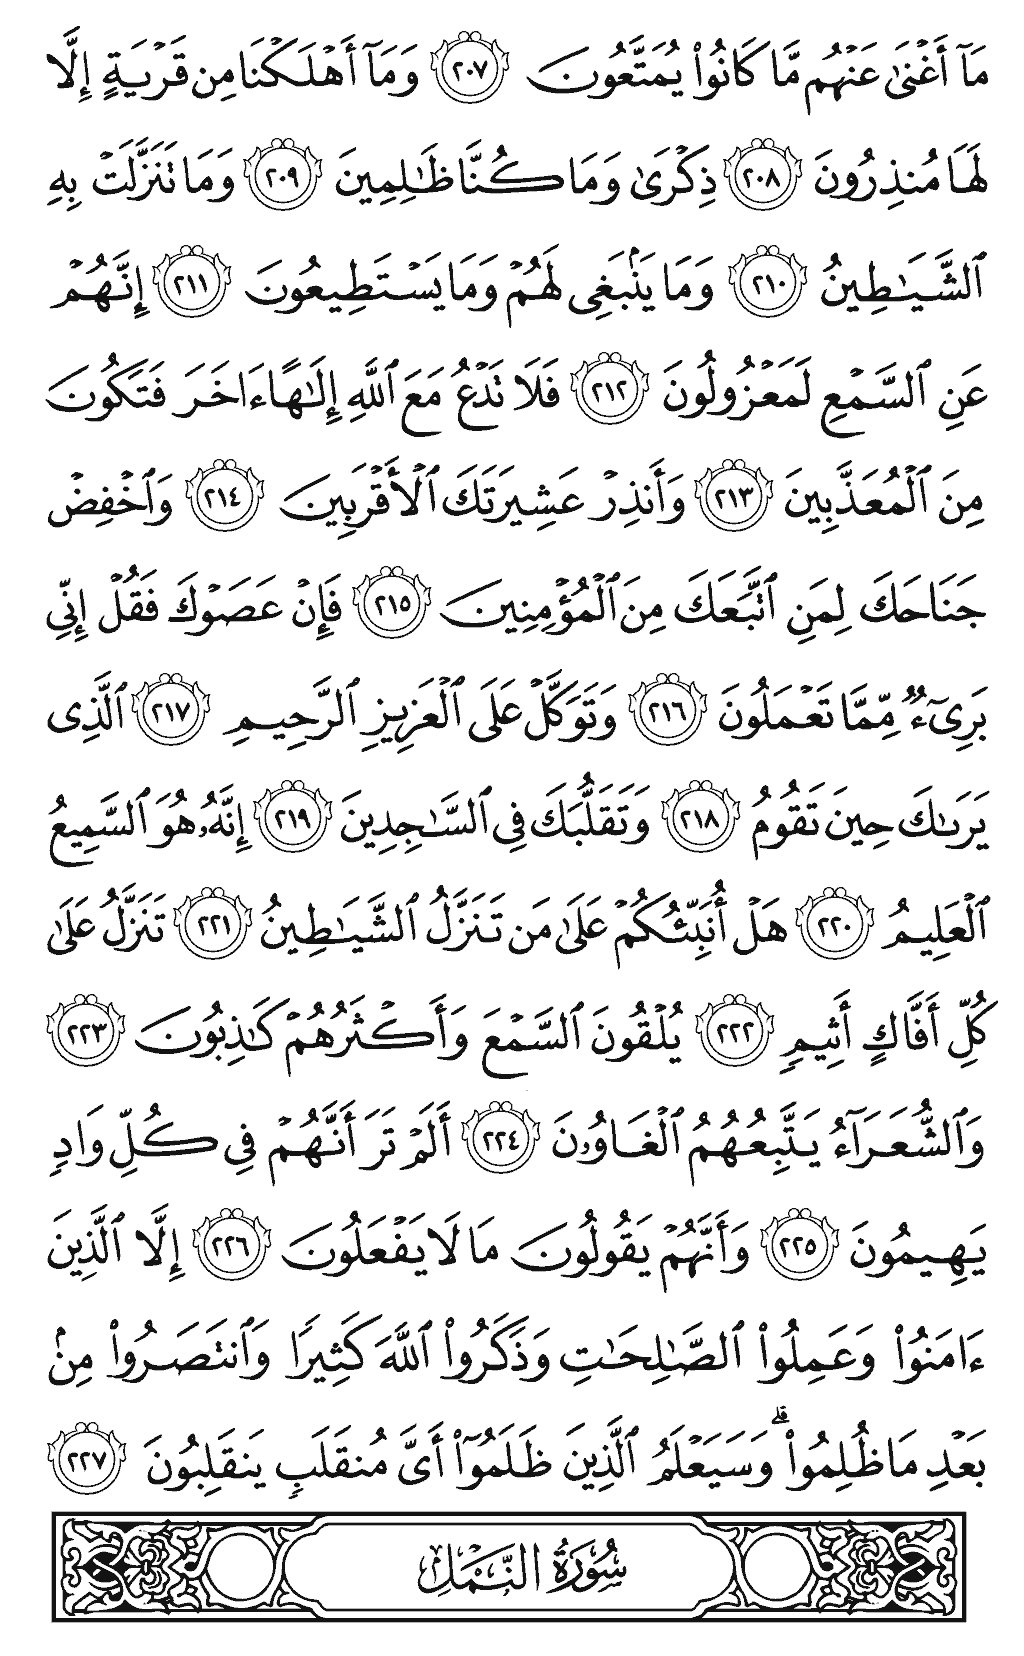 مَآ أَغْنَىٰ عَنْهُم مَّا كَانُوا۟ يُمَتَّعُونَ ٢٠٧ وَمَآ أَهْلَكْنَا مِن قَرْيَةٍ إِلَّا
لَهَا مُنذِرُونَ ٢٠٨ ذِكْرَىٰ وَمَا كُنَّا ظَـٰلِمِينَ ٢٠٩ وَمَا تَنَزَّلَتْ بِهِ
ٱلشَّيَـٰطِينُ ٢١٠ وَمَا يَنۢبَغِى لَهُمْ وَمَا يَسْتَطِيعُونَ ٢١١ إِنَّهُمْ
عَنِ ٱلسَّمْعِ لَمَعْزُولُونَ ٢١٢ فَلَا تَدْعُ مَعَ ٱللَّهِ إِلَـٰهًا ءَاخَرَ فَتَكُونَ
مِنَ ٱلْمُعَذَّبِينَ ٢١٣ وَأَنذِرْ عَشِيرَتَكَ ٱلْأَقْرَبِينَ ٢١٤ وَٱخْفِضْ
جَنَاحَكَ لِمَنِ ٱتَّبَعَكَ مِنَ ٱلْمُؤْمِنِينَ ٢١٥ فَإِنْ عَصَوْكَ فَقُلْ إِنِّى
بَرِىٓءٌ مِّمَّا تَعْمَلُونَ ٢١٦ وَتَوَكَّلْ عَلَى ٱلْعَزِيزِ ٱلرَّحِيمِ ٢١٧ ٱلَّذِى
يَرَىٰكَ حِينَ تَقُومُ ٢١٨ وَتَقَلُّبَكَ فِى ٱلسَّـٰجِدِينَ ٢١٩ إِنَّهُۥ هُوَ ٱلسَّمِيعُ
ٱلْعَلِيمُ ٢٢٠ هَلْ أُنَبِّئُكُمْ عَلَىٰ مَن تَنَزَّلُ ٱلشَّيَـٰطِينُ ٢٢١ تَنَزَّلُ عَلَىٰ
كُلِّ أَفَّاكٍ أَثِيمٍ ٢٢٢ يُلْقُونَ ٱلسَّمْعَ وَأَكْثَرُهُمْ كَـٰذِبُونَ ٢٢٣
وَٱلشُّعَرَآءُ يَتَّبِعُهُمُ ٱلْغَاوُۥنَ ٢٢٤ أَلَمْ تَرَ أَنَّهُمْ فِى كُلِّ وَادٍ
يَهِيمُونَ ٢٢٥ وَأَنَّهُمْ يَقُولُونَ مَا لَا يَفْعَلُونَ ٢٢٦ إِلَّا ٱلَّذِينَ
ءَامَنُوا۟ وَعَمِلُوا۟ ٱلصَّـٰلِحَـٰتِ وَذَكَرُوا۟ ٱللَّهَ كَثِيرًا وَٱنتَصَرُوا۟ مِنۢ
بَعْدِ مَا ظُلِمُوا۟ ۗ وَسَيَعْلَمُ ٱلَّذِينَ ظَلَمُوٓا۟ أَىَّ مُنقَلَبٍ يَنقَلِبُونَ ٢٢٧
سُورَةُ النَّمْلِ